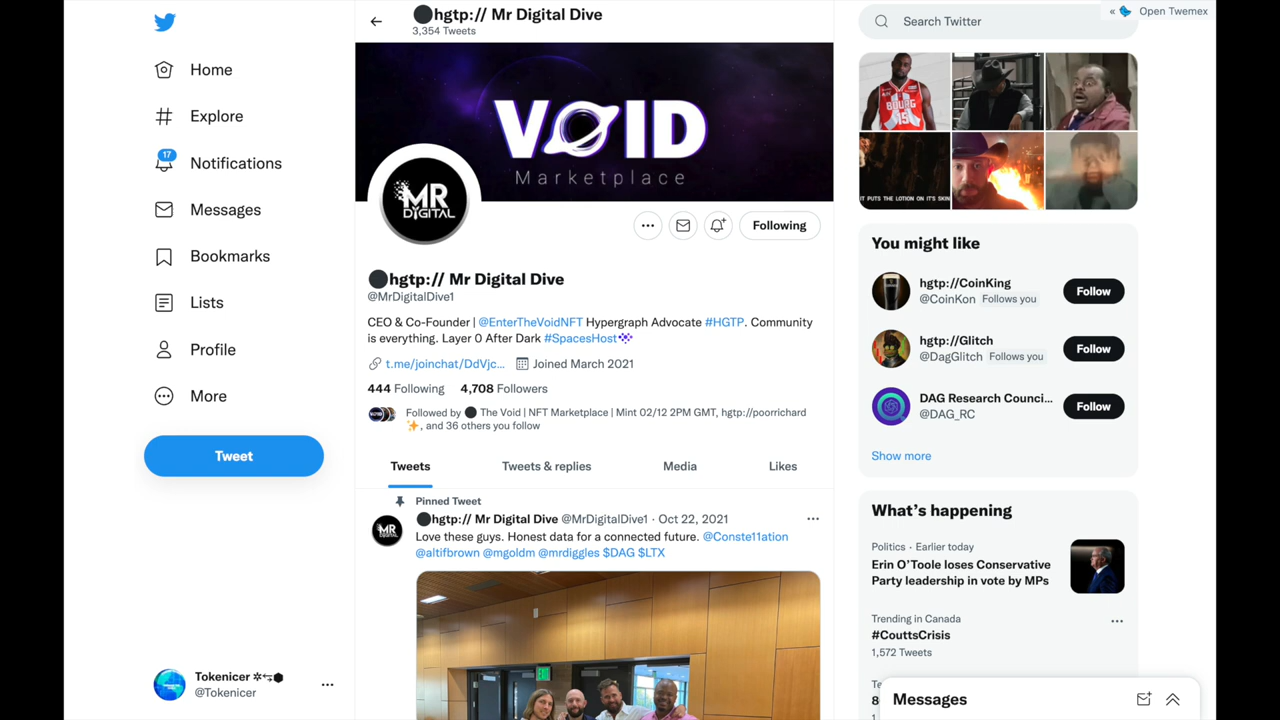 Home
Explore
17
Notifications
Messages
Bookmarks
Lists
Profile
More
Tweet
Tokenicer
@Tokenicer
hgtp:// Mr Digital Dive
3,354 Tweets
VOID
Marketplace
MR
DIGITAL
Following
hgtp:// Mr Digital Dive
@MrDigitalDive1
CEO & Co-Founder | @EnterTheVoidNFT Hypergraph Advocate #HGTP. Community
is everything. Layer 0 After Dark #SpacesHost
t.me/joinchat/DdVjc... Joined March 2021
444 Following 4,708 Followers
Followed by The Void | NFT Marketplace | Mint 02/12 2PM GMT, hgtp://poorrichard
, and 36 others you follow
Tweets Tweets & replies Media Likes
Pinned Tweet
hgtp:// Mr Digital Dive @MrDigitalDive1 · Oct 22, 2021
Love these guys. Honest data for a connected future. @Conste11ation
@altifbrown @mgoldm @mrdiggles $DAG $LTX
« Open Twemex
Search Twitter
BOURG
15
IT PUTS THE LOTION ON IT'S SKIN
You might like
hgtp://CoinKing
@CoinKon Follows you
Follow
hgtp://Glitch
@DagGlitch Follows you
Follow
DAG Research Counci...
@DAG_RC
Follow
Show more
What's happening
Politics · Earlier today
Erin O'Toole loses Conservative
Party leadership in vote by MPs
Trending in Canada
#CouttsCrisis
1,572 Tweets
Messages